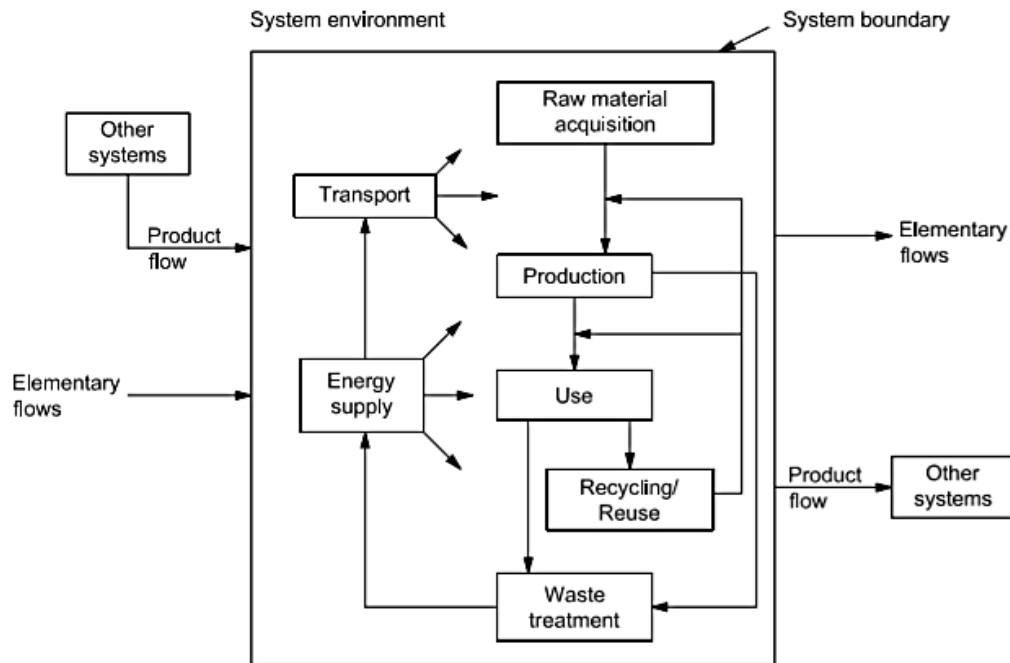 System environment
System boundary
Raw material
acquisition
Other
systems
Transport
Product
flow
Elementary
flows
Production
Energy
supply
Elementary
flows
Use
Recycling/
Reuse
Product
flow
Other
systems
Waste
treatment